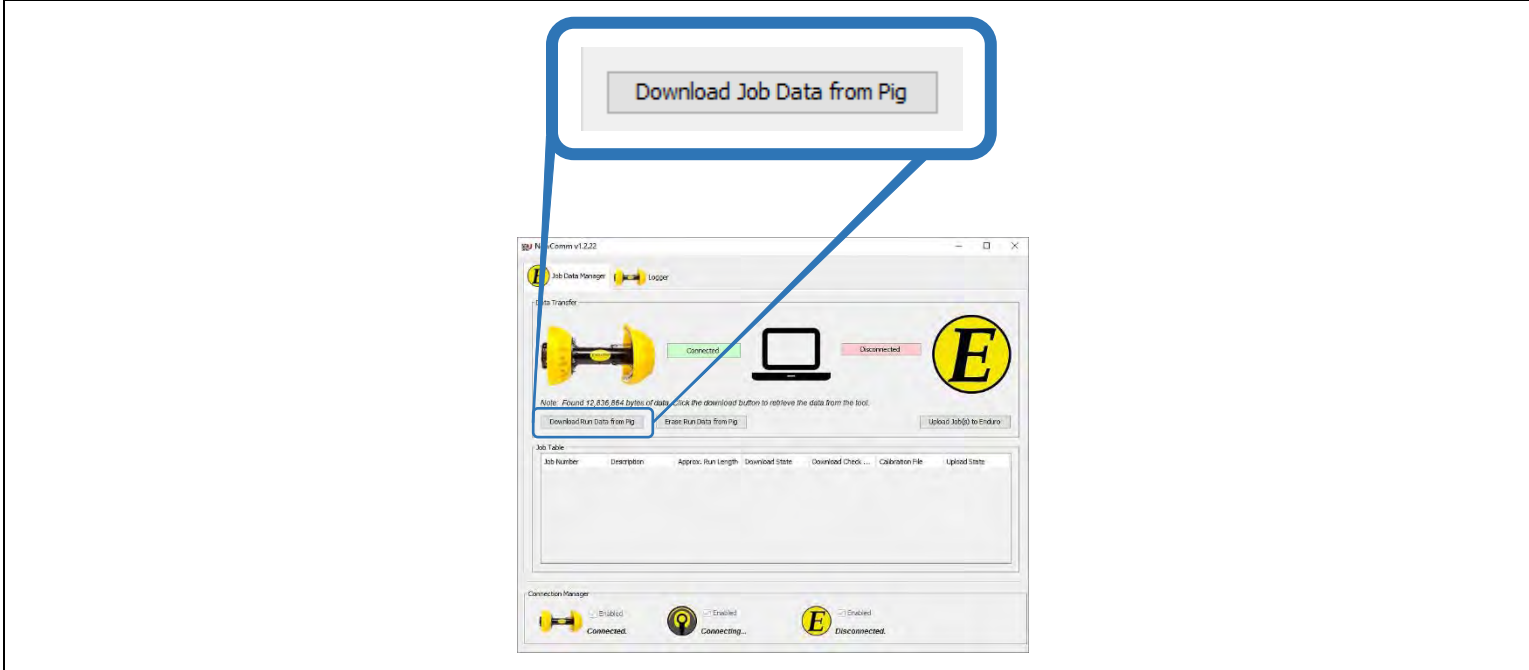 Download Job Data from Pig
Comm v1.2.22
Job Data Manager
Logger
Data Transfer
Connected
Disconnected
E
Note: Found 12,836,864 bytes of data. Click the download button to retrieve the data from the tool.
Download Run Data from Pig
Erase Run Data from Pig
Upload Job(s) to Enduro
Job Table
Job Number Description Approx. Run Length Download State Download Check ... Calibration File Upload State
Connection Manager
Enabled
Connected.
Enabled
Connecting...
E
Enabled
Disconnected.